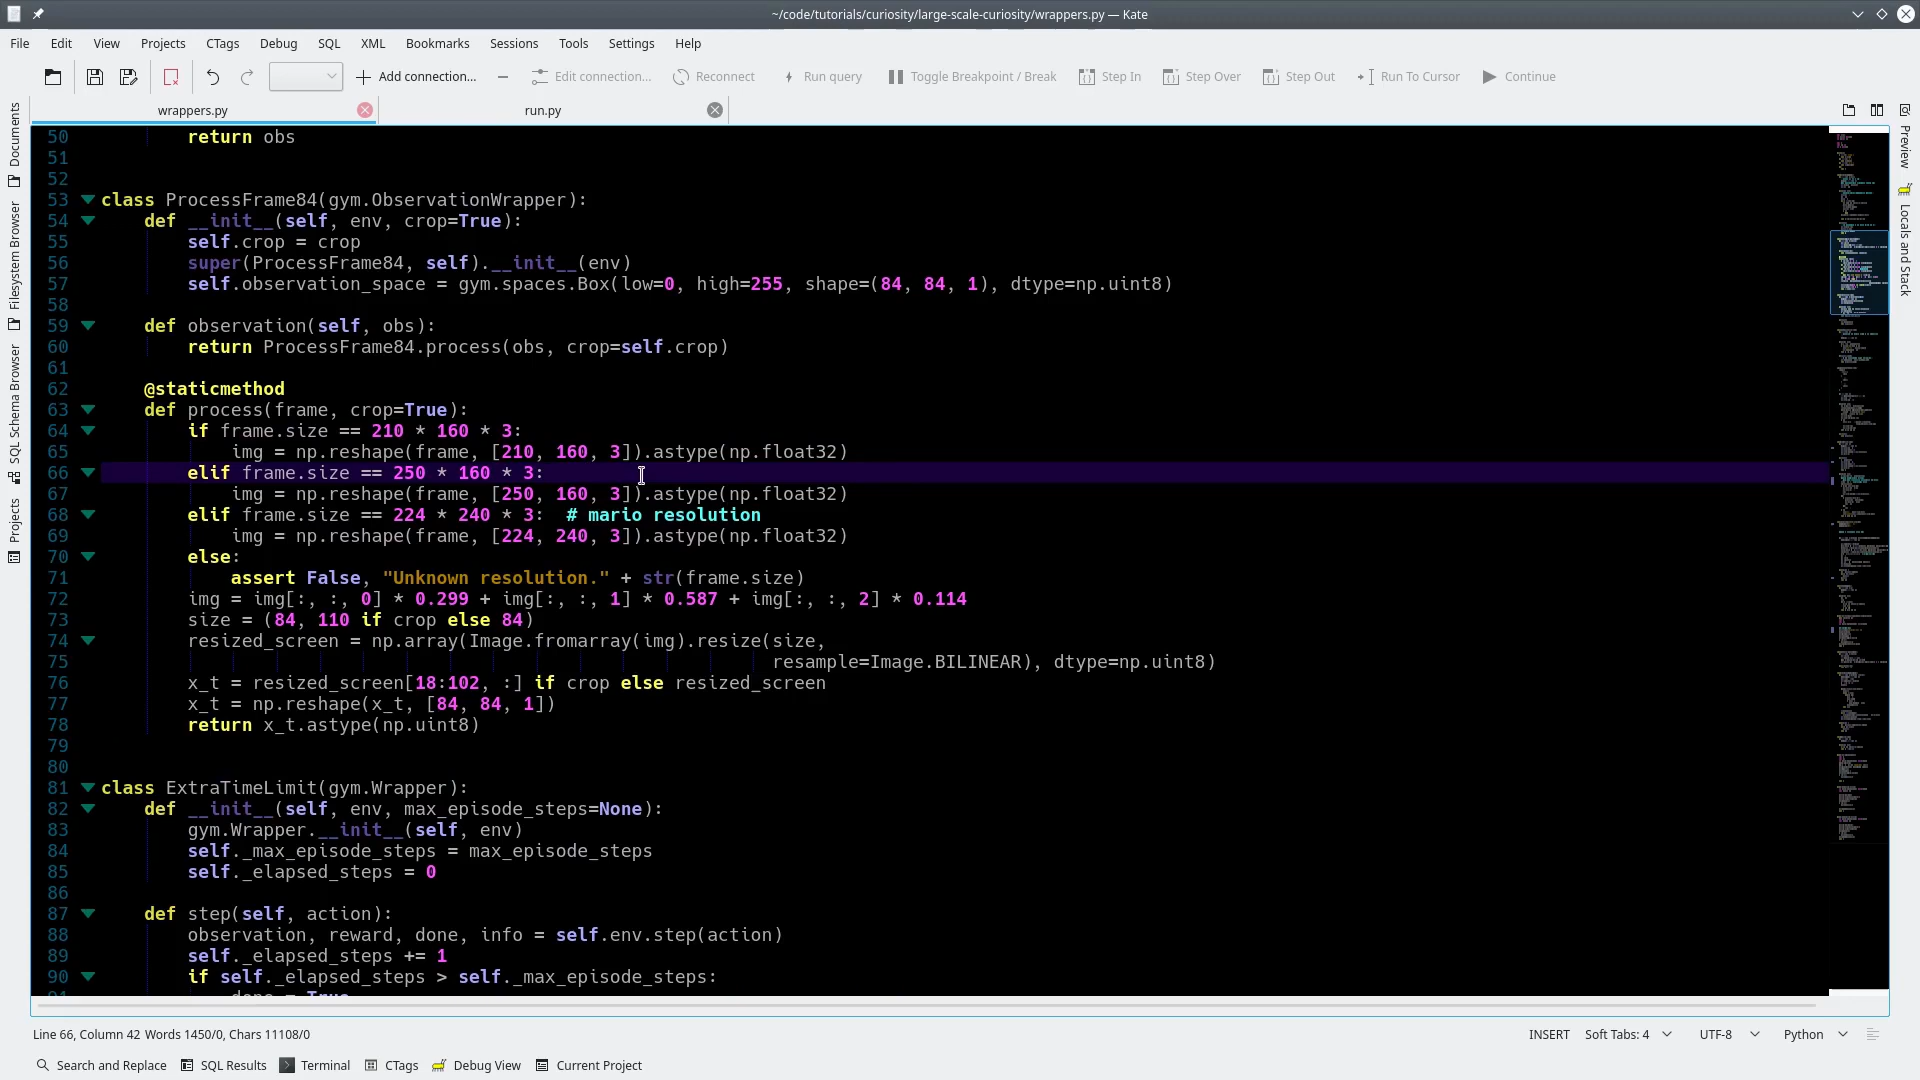 ~/code/tutorials/curiosity/large-scale-curiosity/wrappers.py — Kate
File Edit View Projects CTags Debug SQL XML Bookmarks Sessions Tools Settings Help
Add connection... Edit connection... Reconnect Run query Toggle Breakpoint / Break Step In Step Over Step Out Run To Cursor Continue
wrappers.py run.py
Documents
Filesystem Browser
SQL Schema Browser
Projects
50         return obs
51
52
53 class ProcessFrame84(gym.ObservationWrapper):
54     def __init__(self, env, crop=True):
55         self.crop = crop
56         super(ProcessFrame84, self).__init__(env)
57         self.observation_space = gym.spaces.Box(low=0, high=255, shape=(84, 84, 1), dtype=np.uint8)
58
59     def observation(self, obs):
60         return ProcessFrame84.process(obs, crop=self.crop)
61
62     @staticmethod
63     def process(frame, crop=True):
64         if frame.size == 210 * 160 * 3:
65             img = np.reshape(frame, [210, 160, 3]).astype(np.float32)
66         elif frame.size == 250 * 160 * 3:
67             img = np.reshape(frame, [250, 160, 3]).astype(np.float32)
68         elif frame.size == 224 * 240 * 3:  # mario resolution
69             img = np.reshape(frame, [224, 240, 3]).astype(np.float32)
70         else:
71             assert False, "Unknown resolution." + str(frame.size)
72         img = img[:, :, 0] * 0.299 + img[:, :, 1] * 0.587 + img[:, :, 2] * 0.114
73         size = (84, 110 if crop else 84)
74         resized_screen = np.array(Image.fromarray(img).resize(size,
75                                                               resample=Image.BILINEAR), dtype=np.uint8)
76         x_t = resized_screen[18:102, :] if crop else resized_screen
77         x_t = np.reshape(x_t, [84, 84, 1])
78         return x_t.astype(np.uint8)
79
80
81 class ExtraTimeLimit(gym.Wrapper):
82     def __init__(self, env, max_episode_steps=None):
83         gym.Wrapper.__init__(self, env)
84         self._max_episode_steps = max_episode_steps
85         self._elapsed_steps = 0
86
87     def step(self, action):
88         observation, reward, done, info = self.env.step(action)
89         self._elapsed_steps += 1
90         if self._elapsed_steps > self._max_episode_steps:
91             done = True
Preview
Locals and Stack
Line 66, Column 42 Words 1450/0, Chars 11108/0 INSERT Soft Tabs: 4 UTF-8 Python
Search and Replace SQL Results Terminal CTags Debug View Current Project